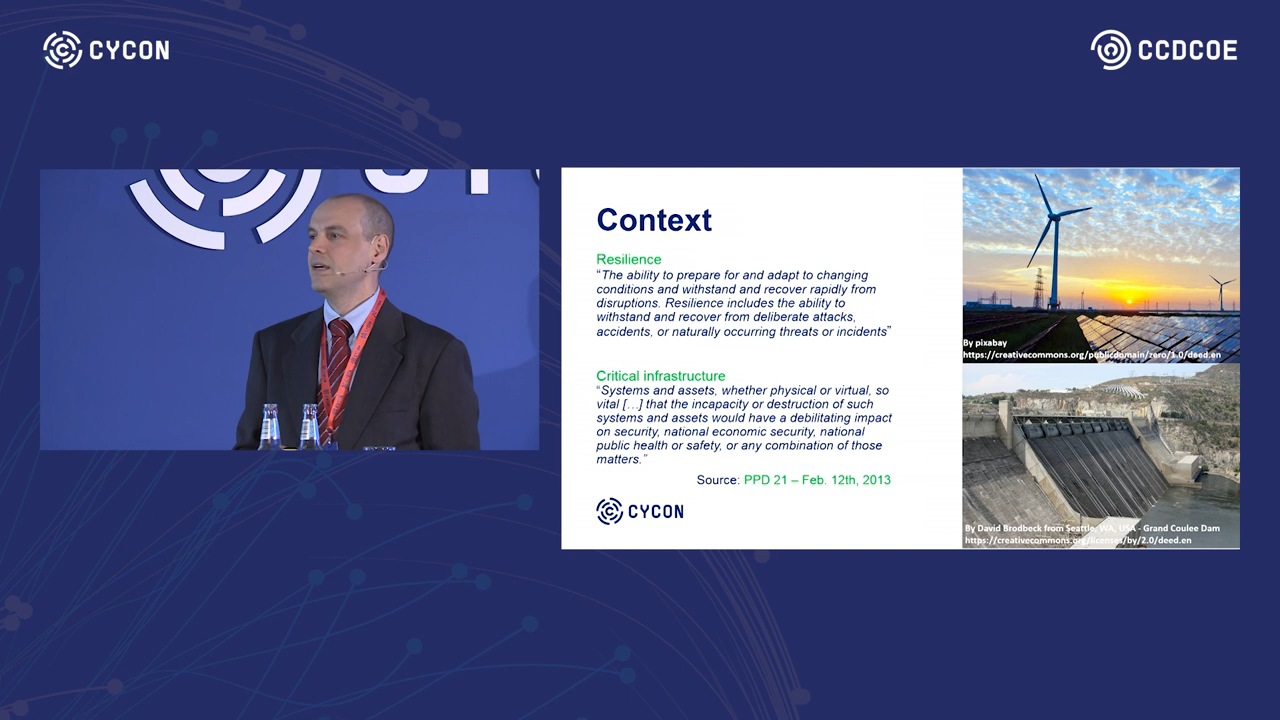 CYCON
CCDCOE
Context
Resilience
“The ability to prepare for and adapt to changing
conditions and withstand and recover rapidly from
disruptions. Resilience includes the ability to
withstand and recover from deliberate attacks,
accidents, or naturally occurring threats or incidents”
Critical infrastructure
“Systems and assets, whether physical or virtual, so
vital […] that the incapacity or destruction of such
systems and assets would have a debilitating impact
on security, national economic security, national
public health or safety, or any combination of those
matters.”
Source: PPD 21 – Feb. 12th, 2013
CYCON
By pixabay
https://creativecommons.org/publicdomain/zero/1.0/deed.en
By David Brodbeck from Seattle, WA, USA - Grand Coulee Dam
https://creativecommons.org/licenses/by/2.0/deed.en